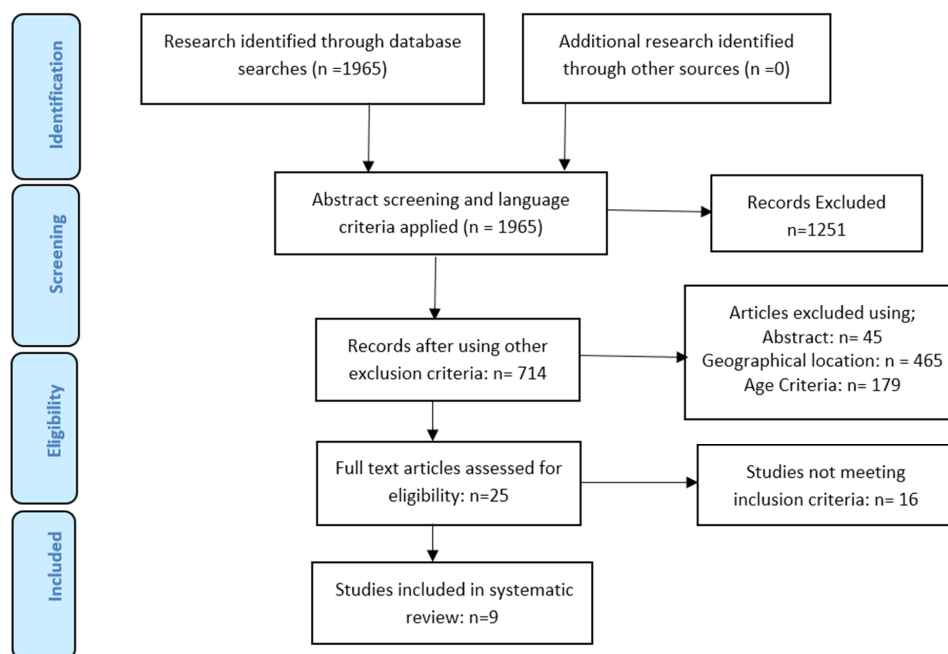 Identification
Research identified through database
searches (n =1965)
Additional research identified
through other sources (n =0)
Screening
Abstract screening and language
criteria applied (n = 1965)
Records Excluded
n=1251
Records after using other
exclusion criteria: n= 714
Articles excluded using;
Abstract: n= 45
Geographical location: n = 465
Age Criteria: n= 179
Eligibility
Full text articles assessed for
eligibility: n=25
Studies not meeting
inclusion criteria: n= 16
Included
Studies included in systematic
review: n=9